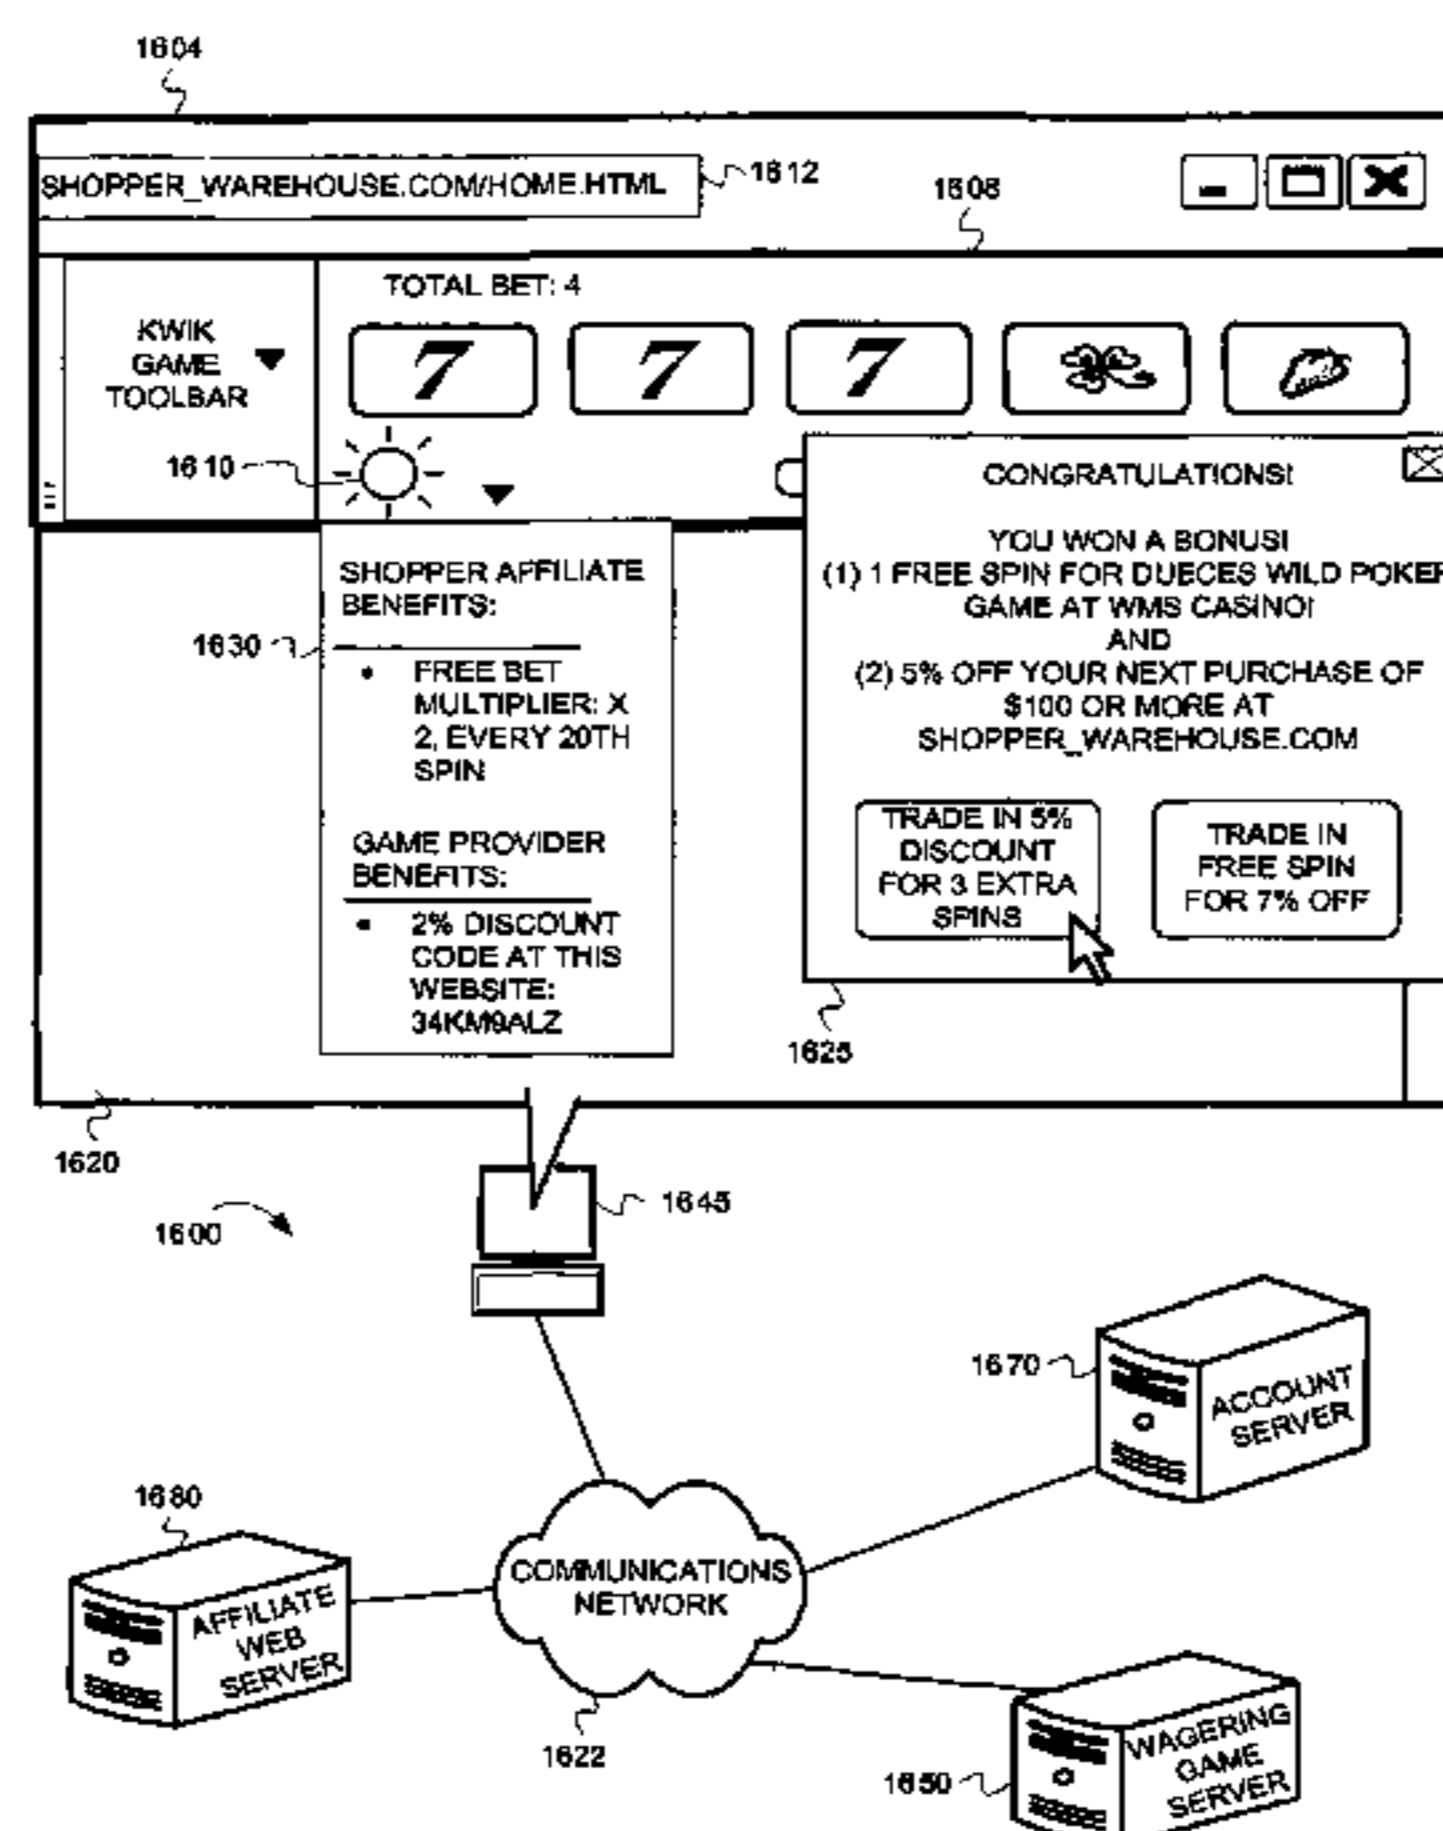 1604
SHOPPER_WAREHOUSE.COM/HOME.HTML
1612
1608
TOTAL BET: 4
KWIK
GAME
TOOLBAR
7
7
7
1610
CONGRATULATIONS!
YOU WON A BONUS!
(1) 1 FREE SPIN FOR DUECES WILD POKER
GAME AT WMS CASINO!
AND
(2) 5% OFF YOUR NEXT PURCHASE OF
$100 OR MORE AT
SHOPPER_WAREHOUSE.COM
TRADE IN 5%
DISCOUNT
FOR 3 EXTRA
SPINS
TRADE IN
FREE SPIN
FOR 7% OFF
1625
SHOPPER AFFILIATE
BENEFITS:
1630
• FREE BET
MULTIPLIER: X
2, EVERY 20TH
SPIN
GAME PROVIDER
BENEFITS:
• 2% DISCOUNT
CODE AT THIS
WEBSITE:
34KM9ALZ
1620
1600
1645
1670
ACCOUNT
SERVER
1680
AFFILIATE
WEB
SERVER
COMMUNICATIONS
NETWORK
1622
1650
WAGERING
GAME
SERVER